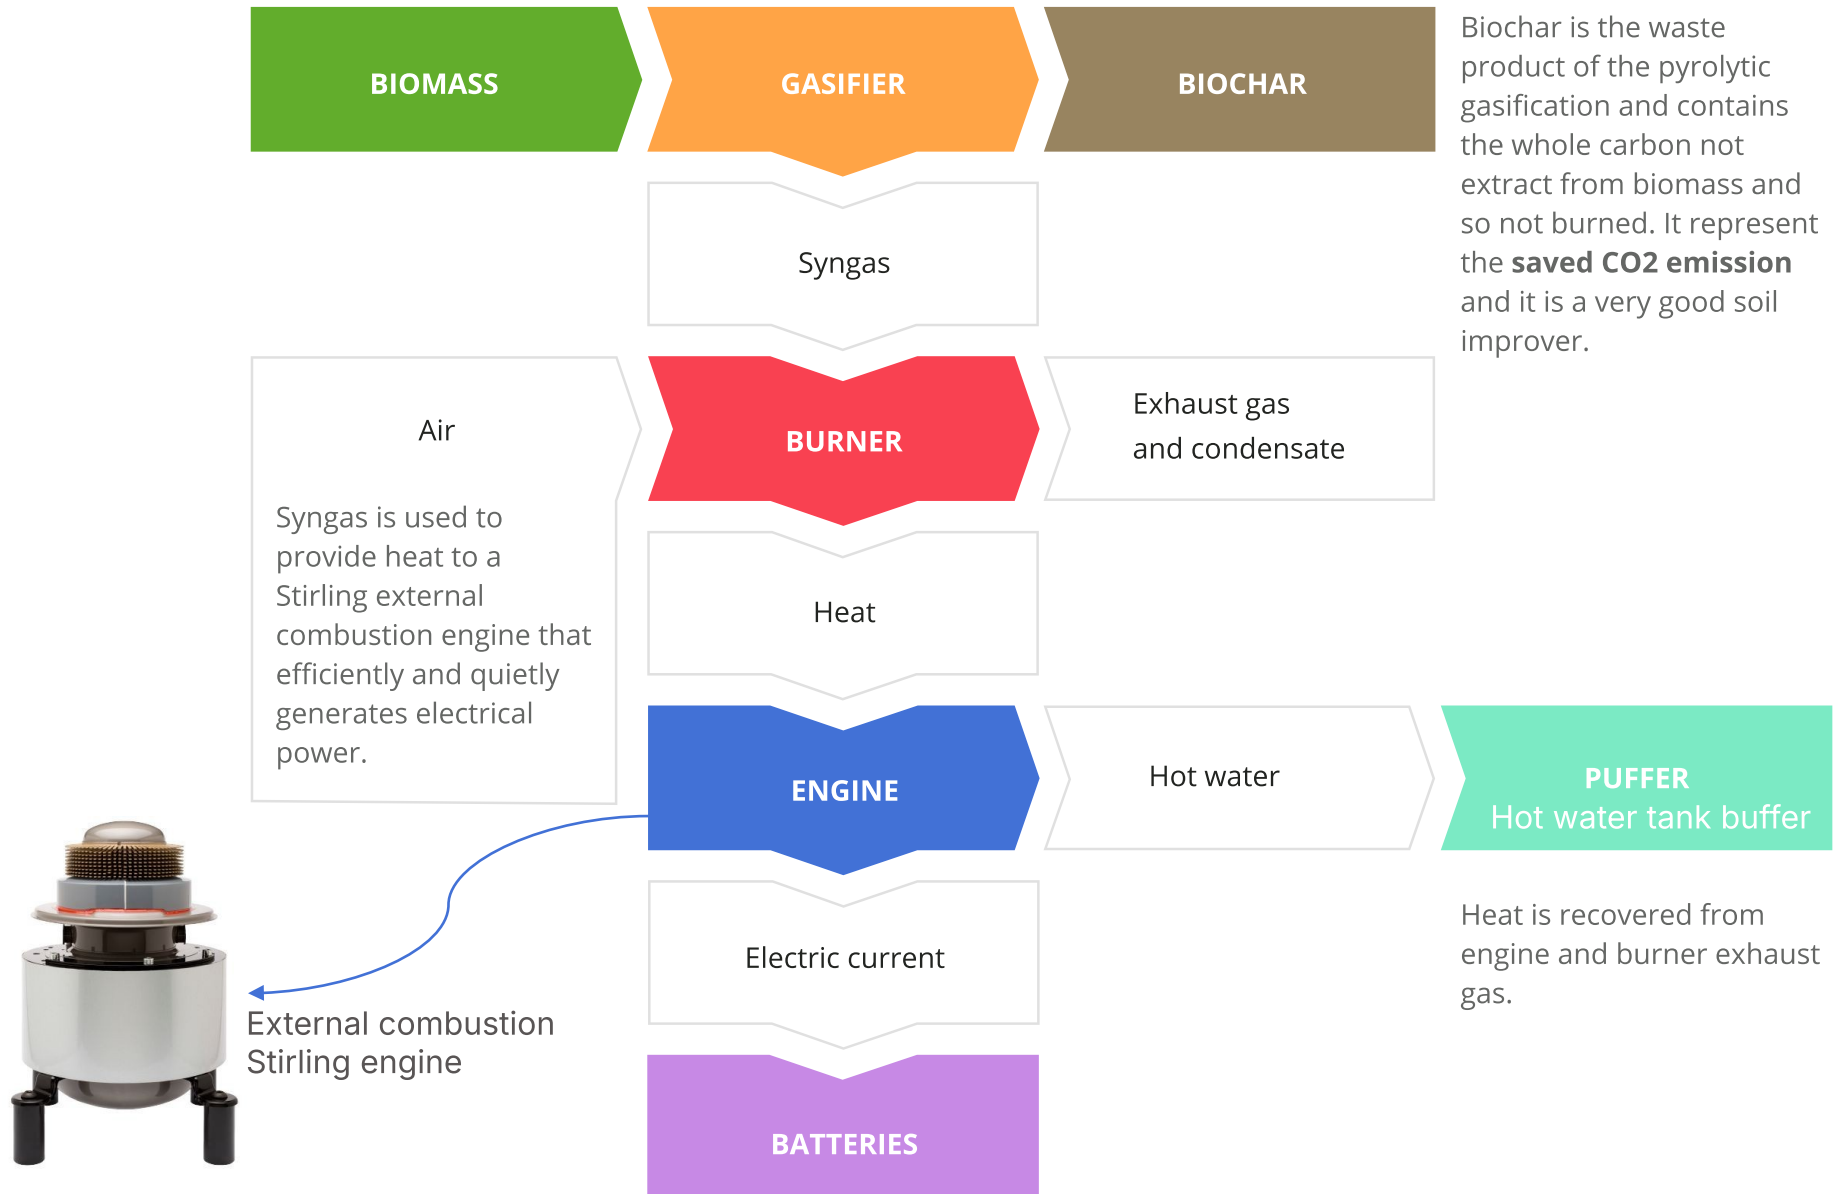 BIOMASS
GASIFIER
BIOCHAR
Biochar is the waste
product of the pyrolytic
gasification and contains
the whole carbon not
extract from biomass and
so not burned. It represent
the saved CO2 emission
and it is a very good soil
improver.
Syngas
Air
BURNER
Exhaust gas
and condensate
Syngas is used to
provide heat to a
Stirling external
combustion engine that
efficiently and quietly
generates electrical
power.
Heat
ENGINE
Hot water
PUFFER
Hot water tank buffer
Heat is recovered from
engine and burner exhaust
gas.
Electric current
External combustion
Stirling engine
BATTERIES